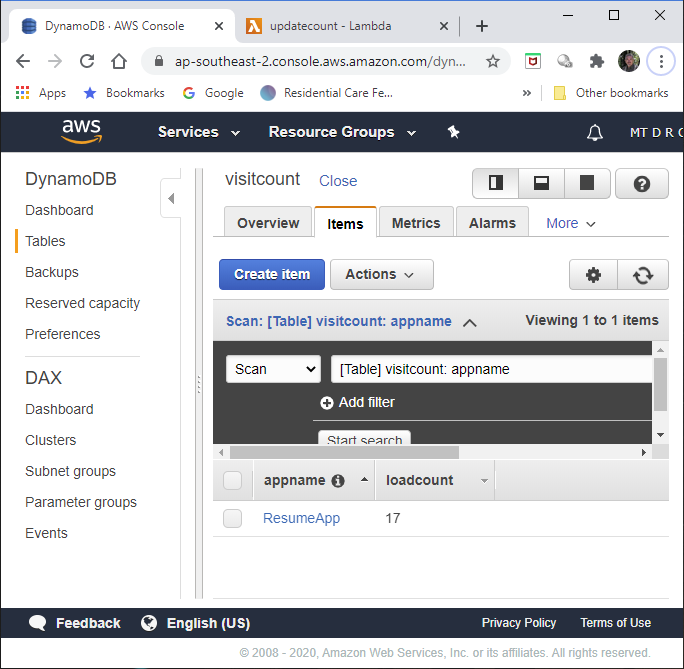 DynamoDB · AWS Console
updatecount - Lambda
ap-southeast-2.console.aws.amazon.com/dyn...
Apps
Bookmarks
Google
Residential Care Fe...
Other bookmarks
aws
Services
Resource Groups
MT D R C
DynamoDB
Dashboard
Tables
Backups
Reserved capacity
Preferences
DAX
Dashboard
Clusters
Subnet groups
Parameter groups
Events
visitcount Close
Overview Items Metrics Alarms More
Create item Actions
Scan: [Table] visitcount: appname Viewing 1 to 1 items
Scan [Table] visitcount: appname
Add filter
Start search
appname loadcount
ResumeApp 17
Feedback English (US) Privacy Policy Terms of Use
© 2008 - 2020, Amazon Web Services, Inc. or its affiliates. All rights reserved.